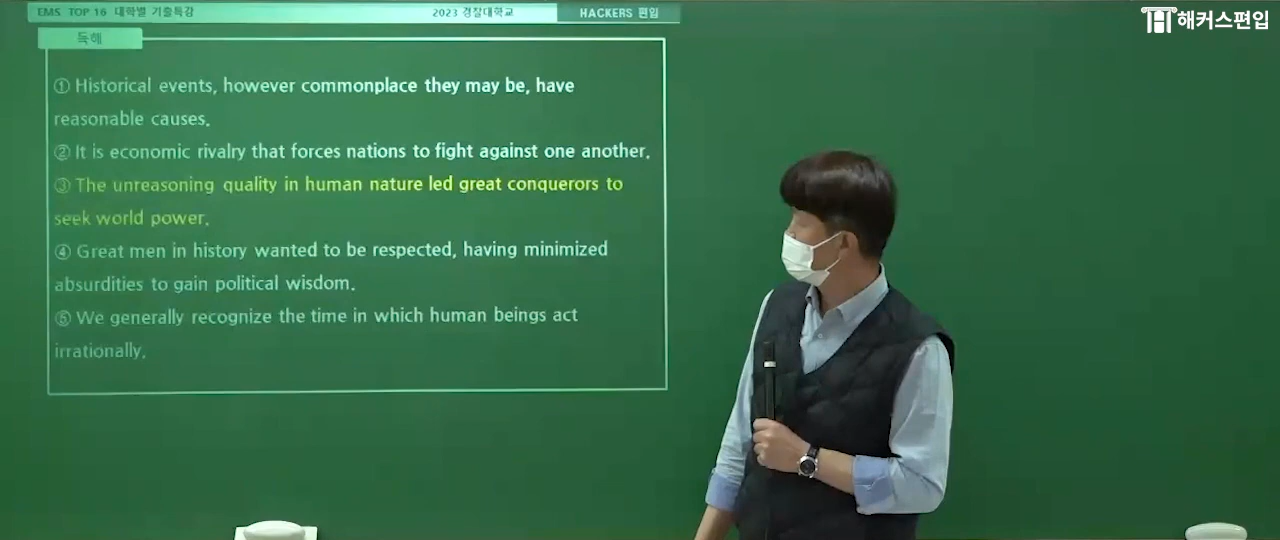 EMS TOP 16 대학별 기출특강
2023 경찰대학교
HACKERS 편입
해커스편입
독해
① Historical events, however commonplace they may be, have
reasonable causes.
② It is economic rivalry that forces nations to fight against one another.
③ The unreasoning quality in human nature led great conquerors to
seek world power.
④ Great men in history wanted to be respected, having minimized
absurdities to gain political wisdom.
⑤ We generally recognize the time in which human beings act
irrationally.